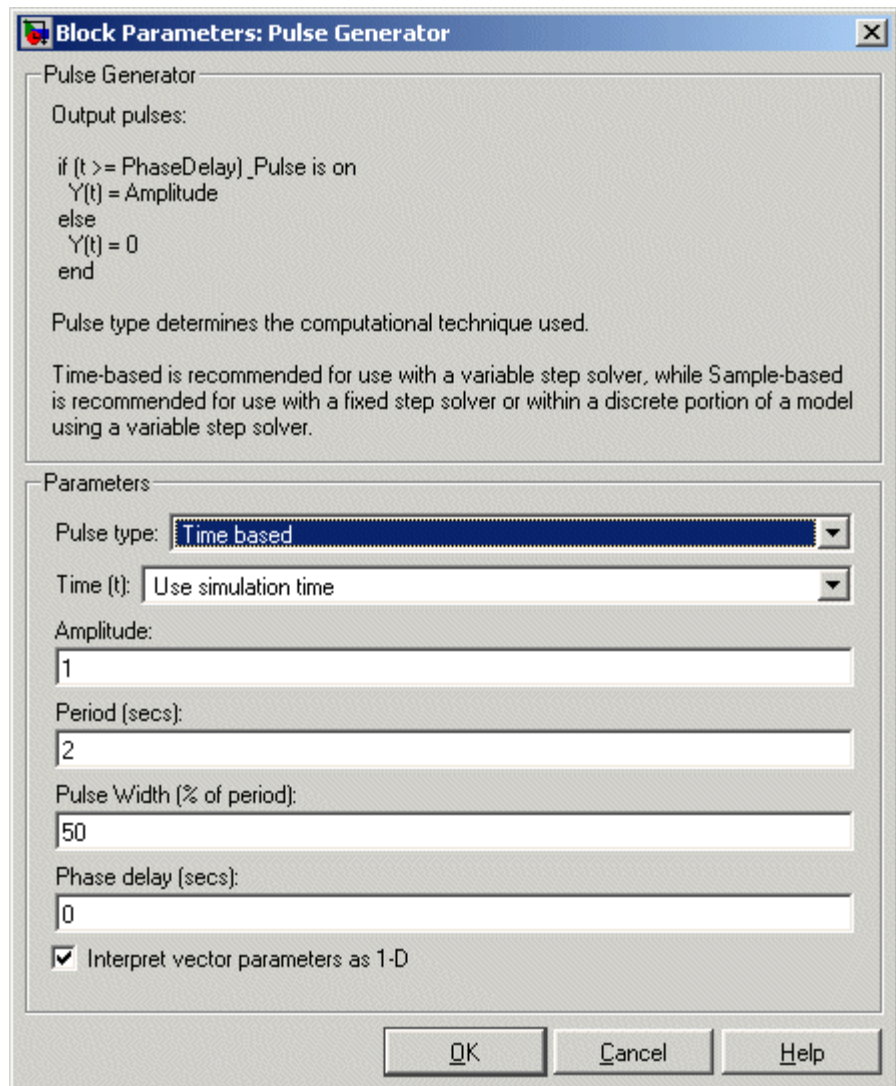 Block Parameters: Pulse Generator
Pulse Generator
Output pulses:
if (t >= PhaseDelay) _Pulse is on
Y(t) = Amplitude
else
Y(t) = 0
end
Pulse type determines the computational technique used.
Time-based is recommended for use with a variable step solver, while Sample-based
is recommended for use with a fixed step solver or within a discrete portion of a model
using a variable step solver.
Parameters
Pulse type: Time based
Time (t): Use simulation time
Amplitude:
1
Period (secs):
2
Pulse Width (% of period):
50
Phase delay (secs):
0
Interpret vector parameters as 1-D
OK Cancel Help